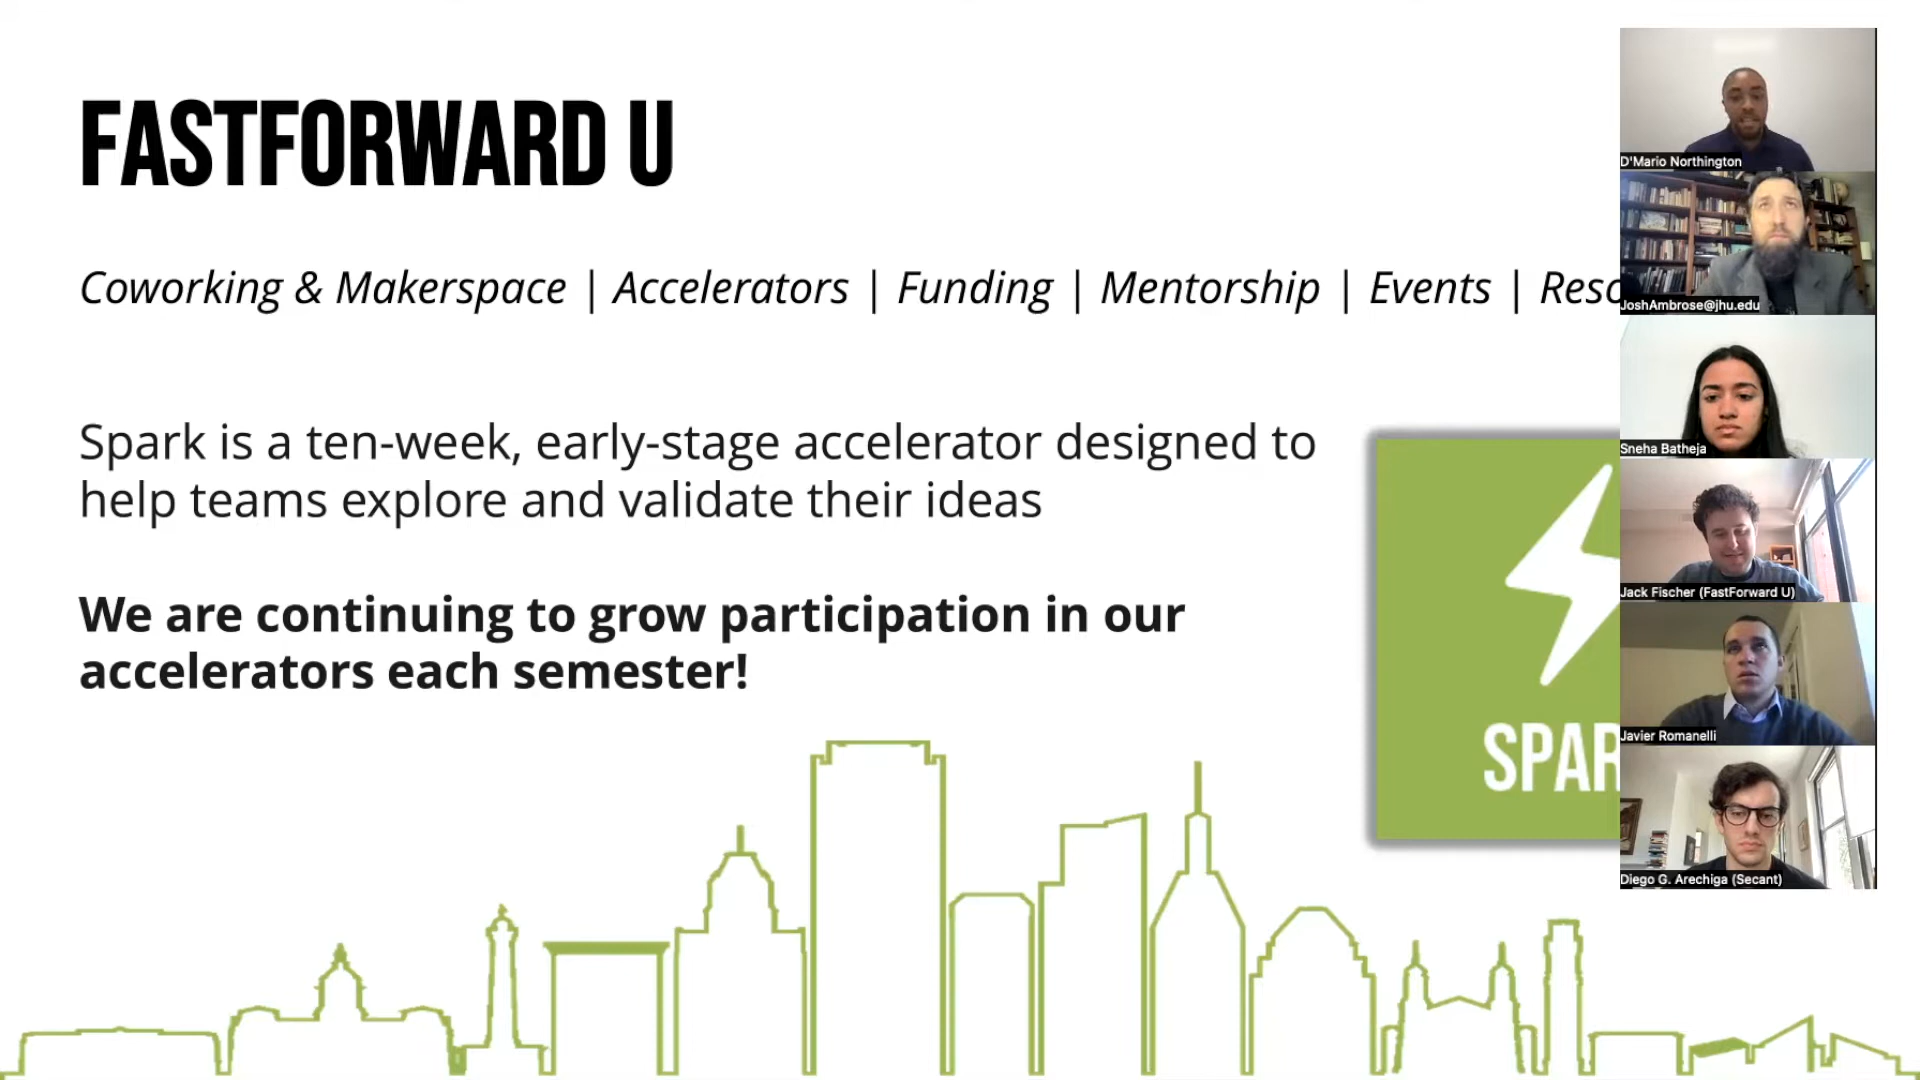 FASTFORWARD U
Coworking & Makerspace | Accelerators | Funding | Mentorship | Events |
Spark is a ten-week, early-stage accelerator designed to
help teams explore and validate their ideas
We are continuing to grow participation in our
accelerators each semester!
D'Mario Northington
JoshAmbrose@jhu.edu
Sneha Batheja
Jack Fischer (FastForward U)
Javier Romanelli
Diego G. Arechiga (Secant)